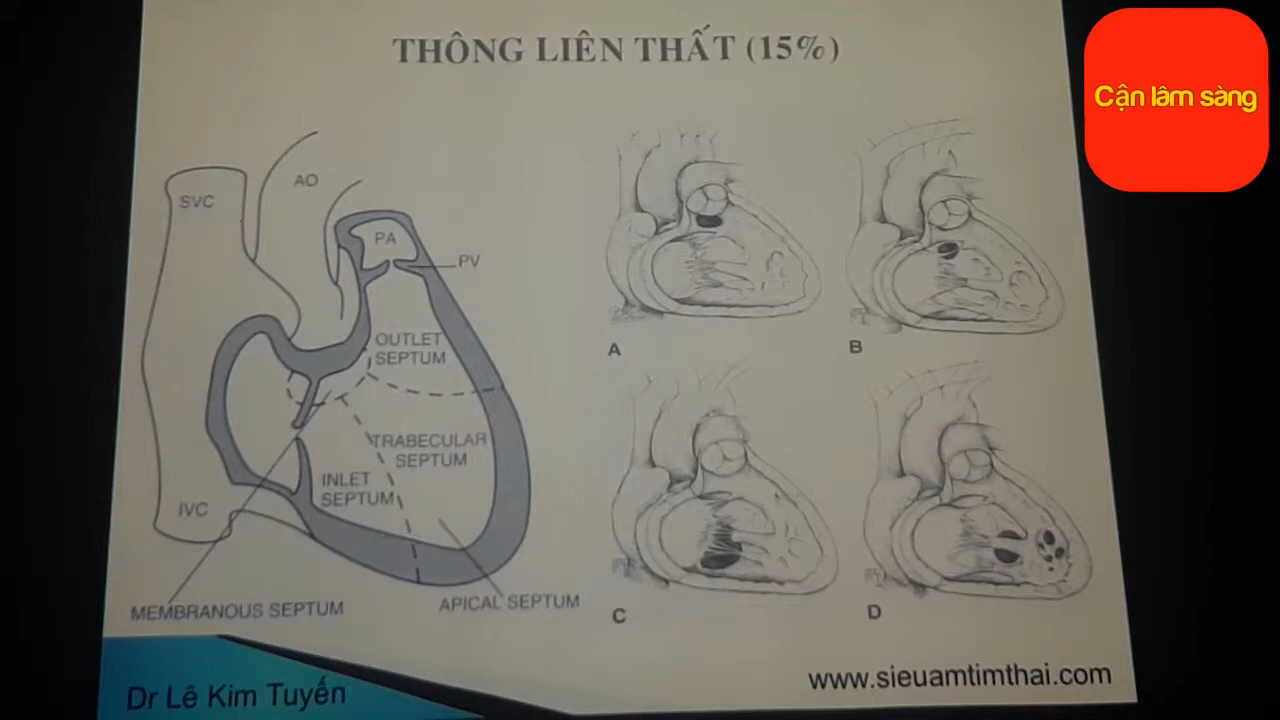 THÔNG LIÊN THẤT (15%)
Cận lâm sàng
SVC
AO
PA
PV
OUTLET
SEPTUM
TRABECULAR
SEPTUM
INLET
SEPTUM
IVC
MEMBRANOUS SEPTUM
APICAL SEPTUM
A
B
C
D
Dr Lê Kim Tuyến
www.sieuamtimthai.com